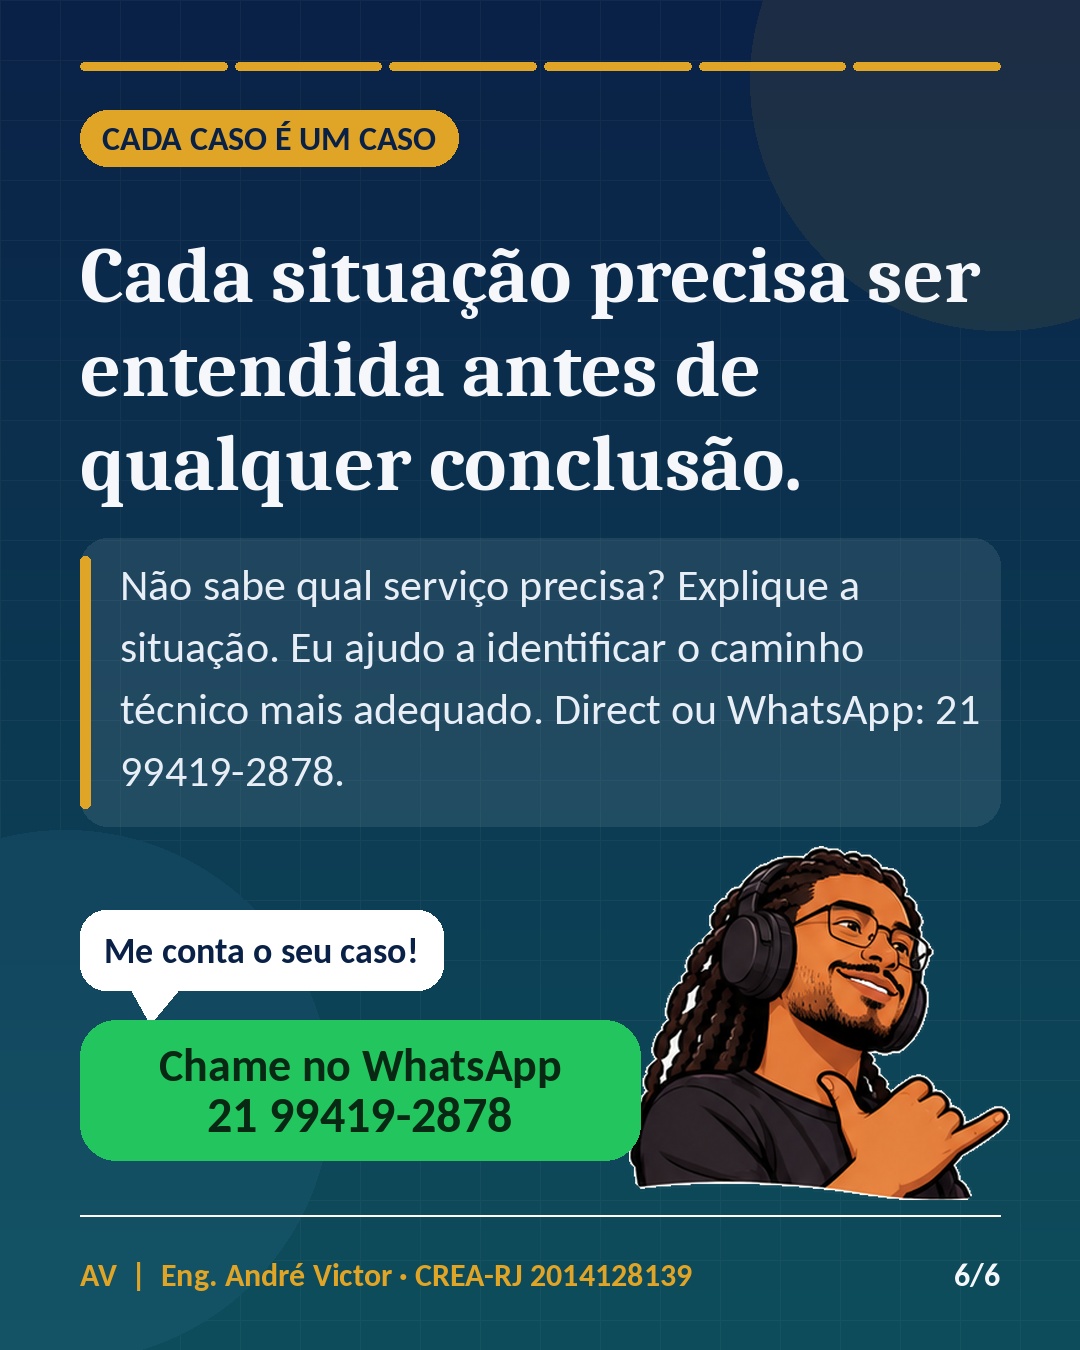 CADA CASO É UM CASO
Cada situação precisa ser
entendida antes de
qualquer conclusão.
Não sabe qual serviço precisa? Explique a
situação. Eu ajudo a identificar o caminho
técnico mais adequado. Direct ou WhatsApp: 21
99419-2878.
Me conta o seu caso!
Chame no WhatsApp
21 99419-2878
AV | Eng. André Victor · CREA-RJ 2014128139
6/6